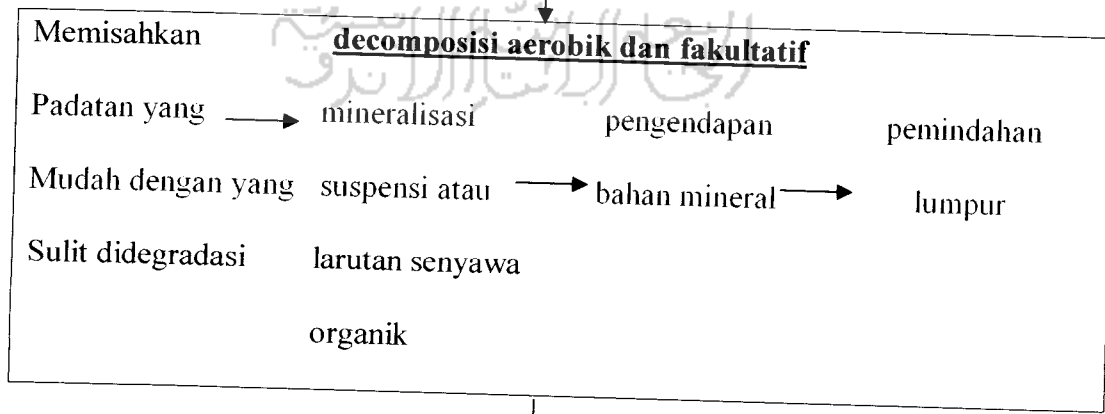 Memisahkan decomposisi aerobik dan fakultatif
Padatan yang mineralisasi pengendapan pemindahan
Mudah dengan yang suspensi atau bahan mineral lumpur
Sulit didegradasi larutan senyawa
organik